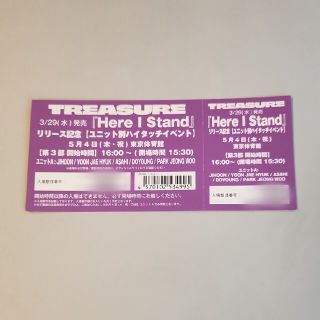 TREASURE
3/29(水)発売『Here I Stand』
リリース記念【ユニット別ハイタッチイベント】
5月4日(木・祝)東京体育館
【第3部 開始時間】16:00〜(開場時間 15:30)
ユニットA:JIHOON / YOON JAE HYUK / ASAHI / DOYOUNG / PARK JEONG WOO
入場整理番号
4570102534995
TREASURE
3/29(水)発売
『Here I Stand』
リリース記念【ユニット別ハイタッチイベント】
5月4日(木・祝)
東京体育館
【第3部 開始時間】
16:00〜(開場時間 15:30)
ユニットA:
JIHOON / YOON JAE HYUK / ASAHI
/ DOYOUNG / PARK JEONG WOO
入場整理番号